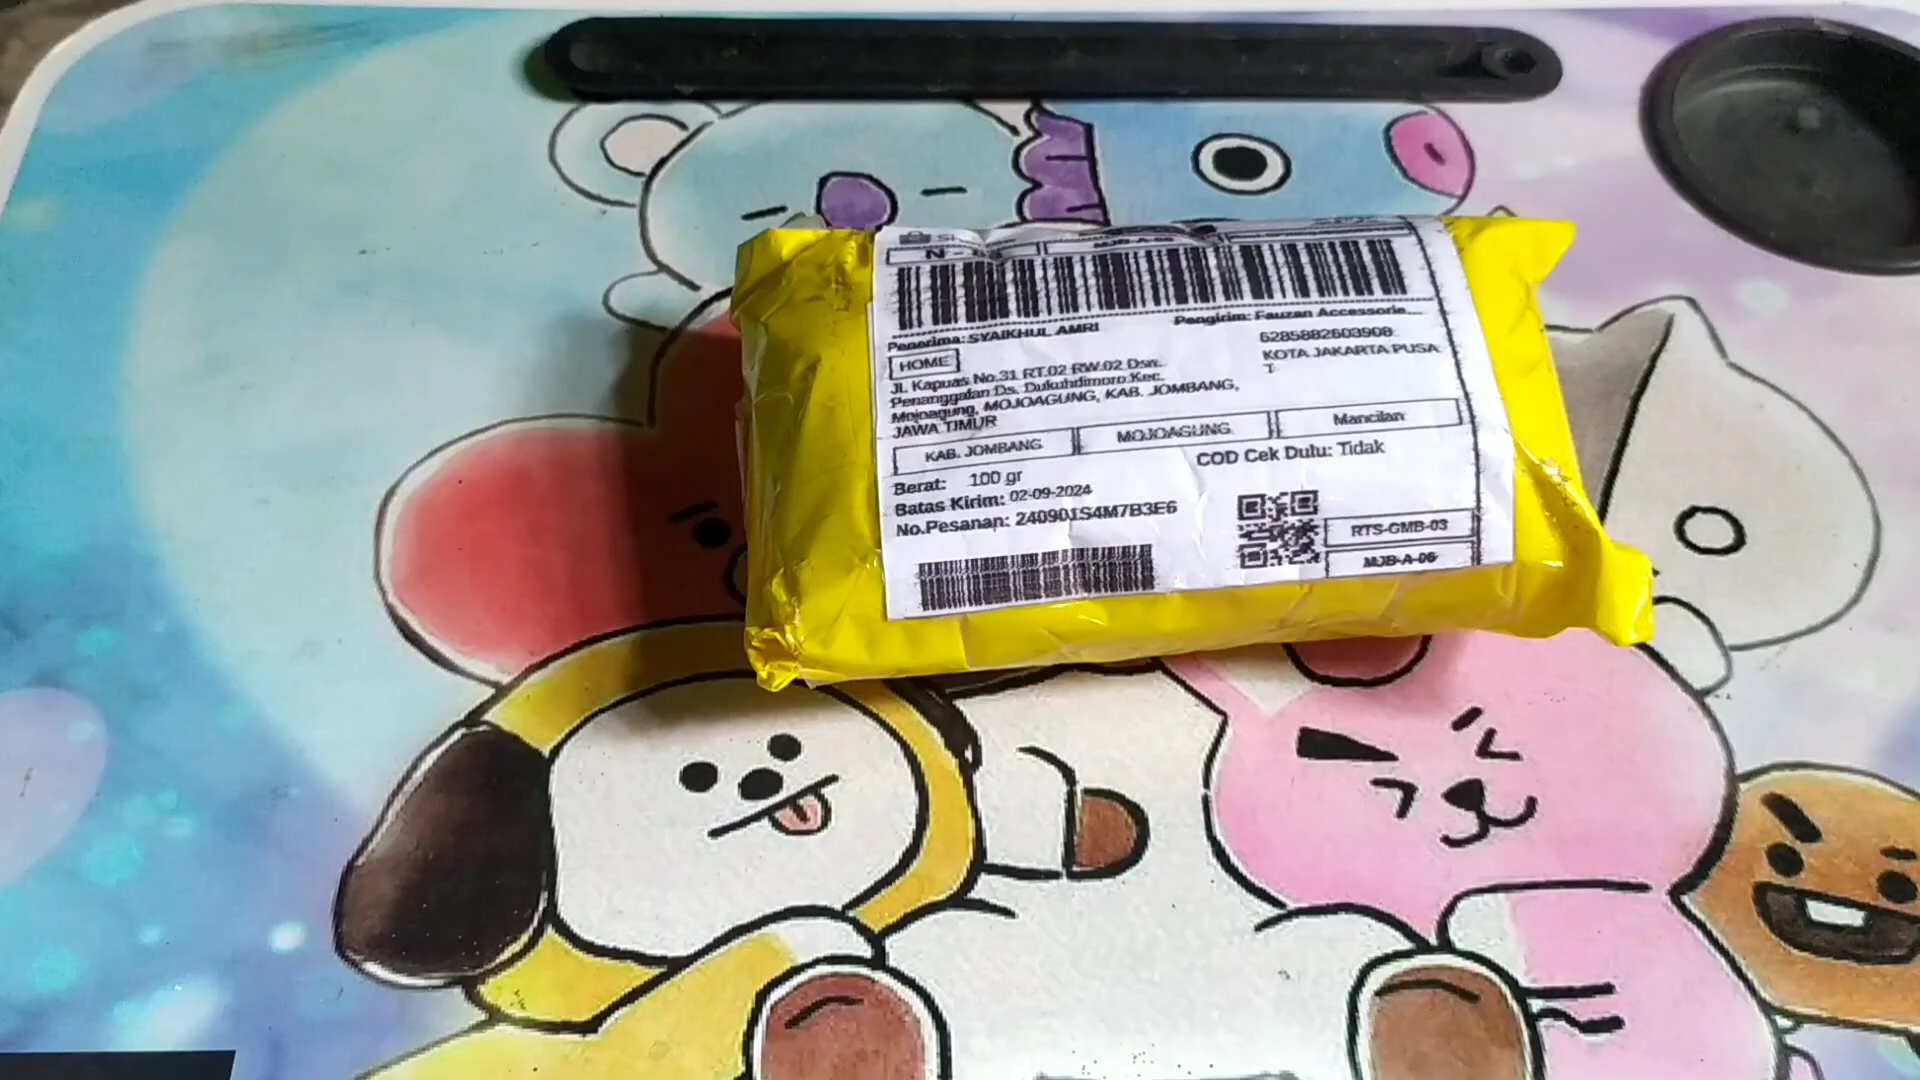 MJB-A-06
Penerima: SYAIKHUL AMRI
Pengirim: Fauzan Accessorie...
6285882603908
KOTA JAKARTA PUSA
T
HOME
Jl. Kapuas No.31 RT.02 RW.02 Dsn.
Penanggalan Ds. Dukuhdimoro Kec.
Mojoagung, MOJOAGUNG, KAB. JOMBANG,
JAWA TIMUR
KAB. JOMBANG
MOJOAGUNG
Mancilan
COD Cek Dulu: Tidak
Berat: 100 gr
Batas Kirim: 02-09-2024
No.Pesanan: 240901S4M7B3E6
RTS-GMB-03
MJB-A-06